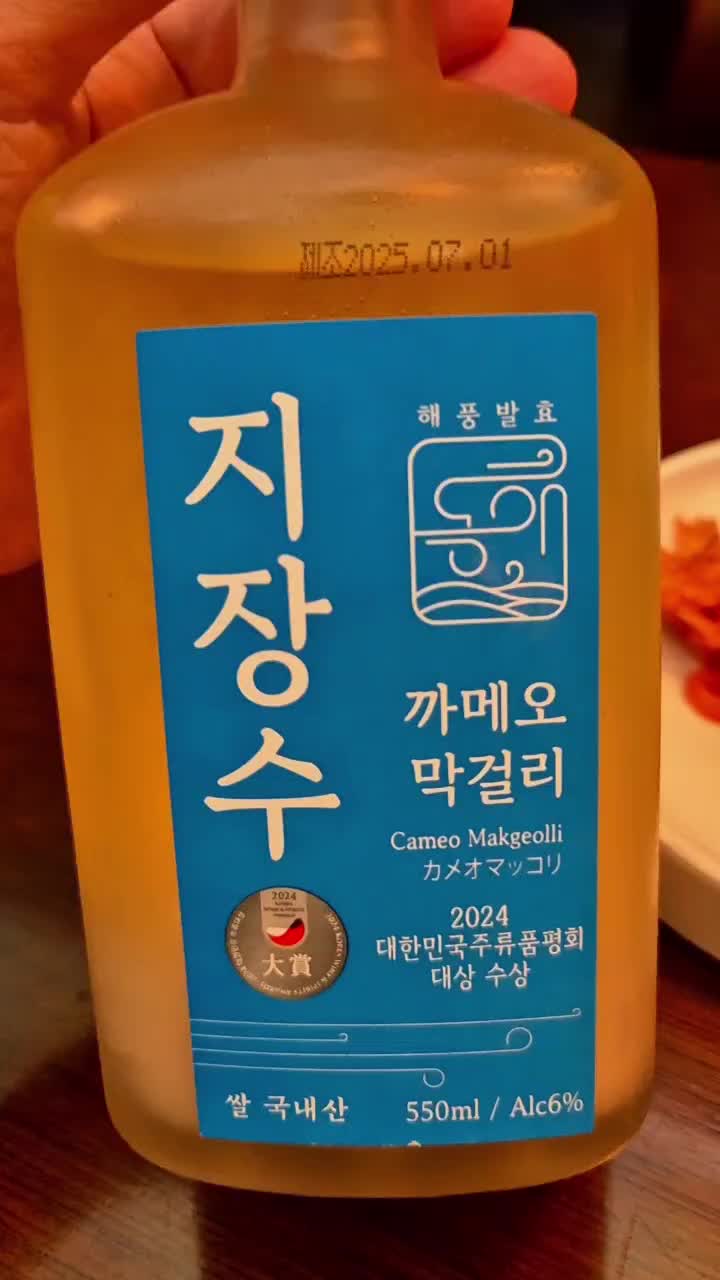 제조2025.07.01
지장수
해풍발효
동해
까메오
막걸리
Cameo Makgeolli
カメオマッコリ
2024
대한민국주류품평회
대상 수상
2024
大賞
쌀 국내산
550ml / Alc6%